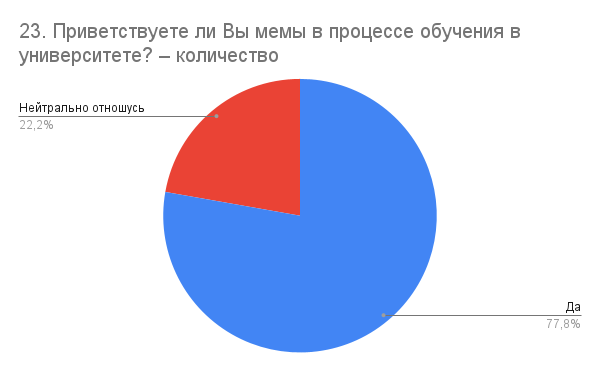 23. Приветствуете ли Вы мемы в процессе обучения в
университете? – количество
Нейтрально отношусь
22,2%
Да
77,8%